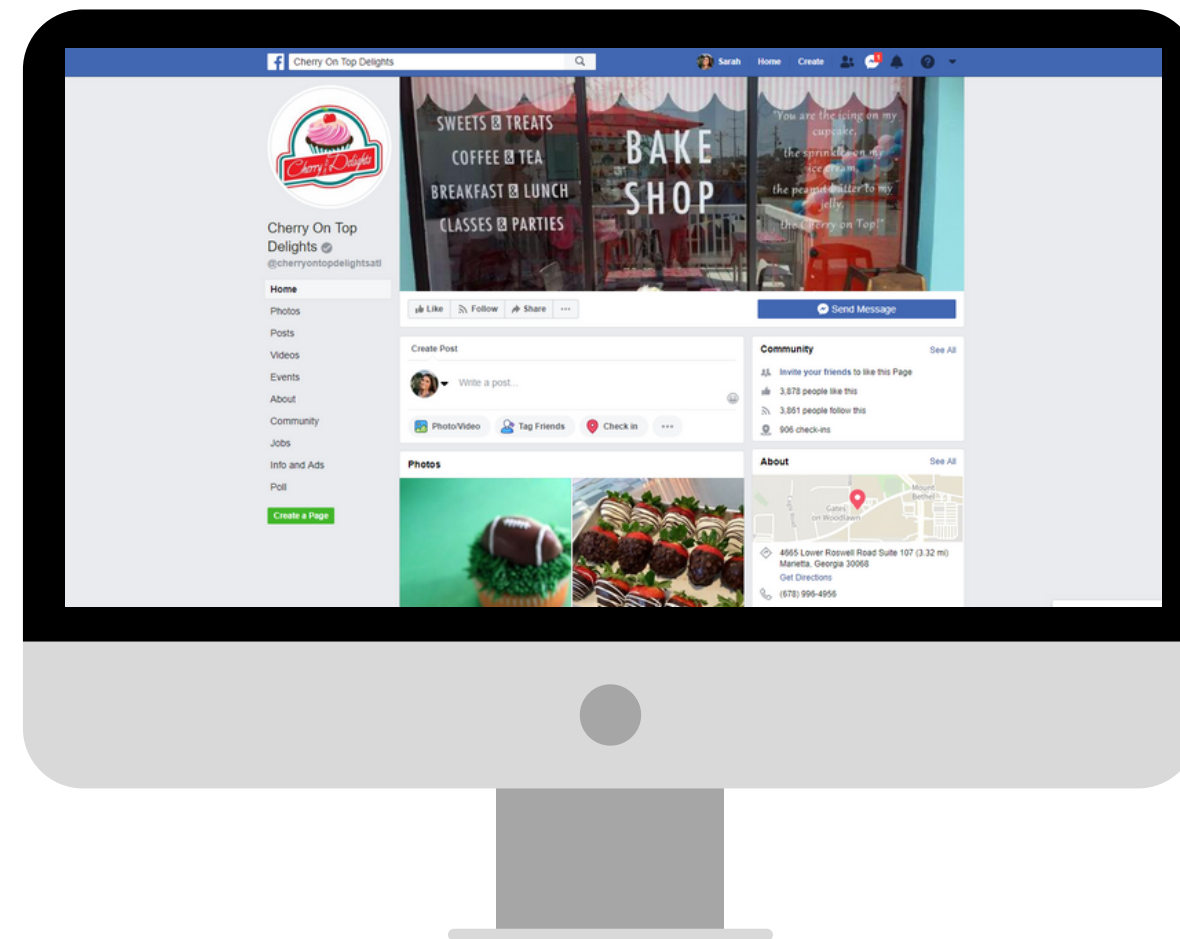 Cherry On Top Delights
Sarah
Home
Create
1
Cherry Delights
Cherry On Top
Delights
@cherryontopdelightsatl
Home
Photos
Posts
Videos
Events
About
Community
Jobs
Info and Ads
Poll
Create a Page
SWEETS & TREATS
COFFEE & TEA
BREAKFAST & LUNCH
CLASSES & PARTIES
BAKE
SHOP
"You are the icing on my
cupcake,
the sprinkles on my
ice cream,
the peanut butter to my
jelly,
the Cherry on Top!"
Like
Follow
Share
Send Message
Create Post
Write a post...
Photo/Video
Tag Friends
Check in
Photos
Community
See All
Invite your friends to like this Page
3,878 people like this
3,861 people follow this
906 check-ins
About
See All
Mount
Bethel
Gates
on Woodlawn
4665 Lower Roswell Road Suite 107 (3.32 mi)
Marietta, Georgia 30068
Get Directions
(678) 996-4956